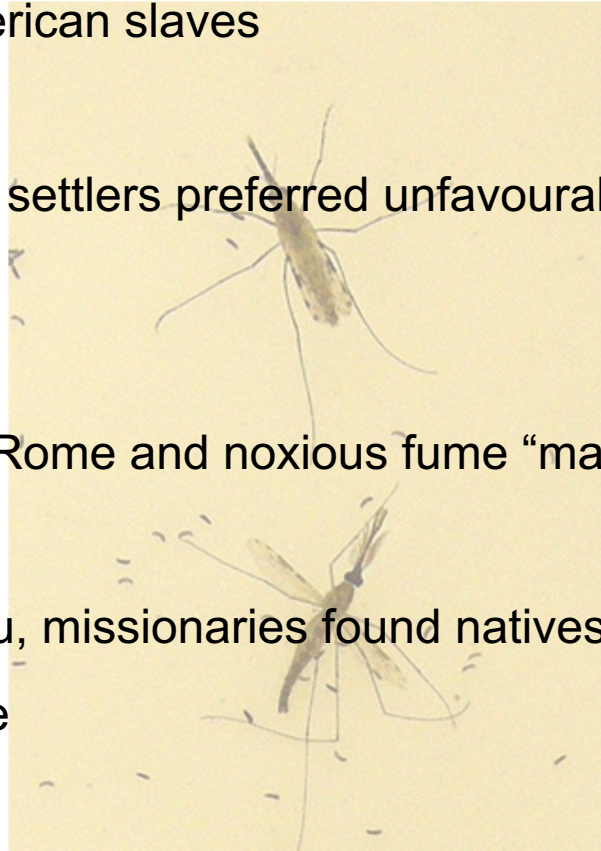 erican slaves
settlers preferred unfavoural
Rome and noxious fume “ma
u, missionaries found natives
e